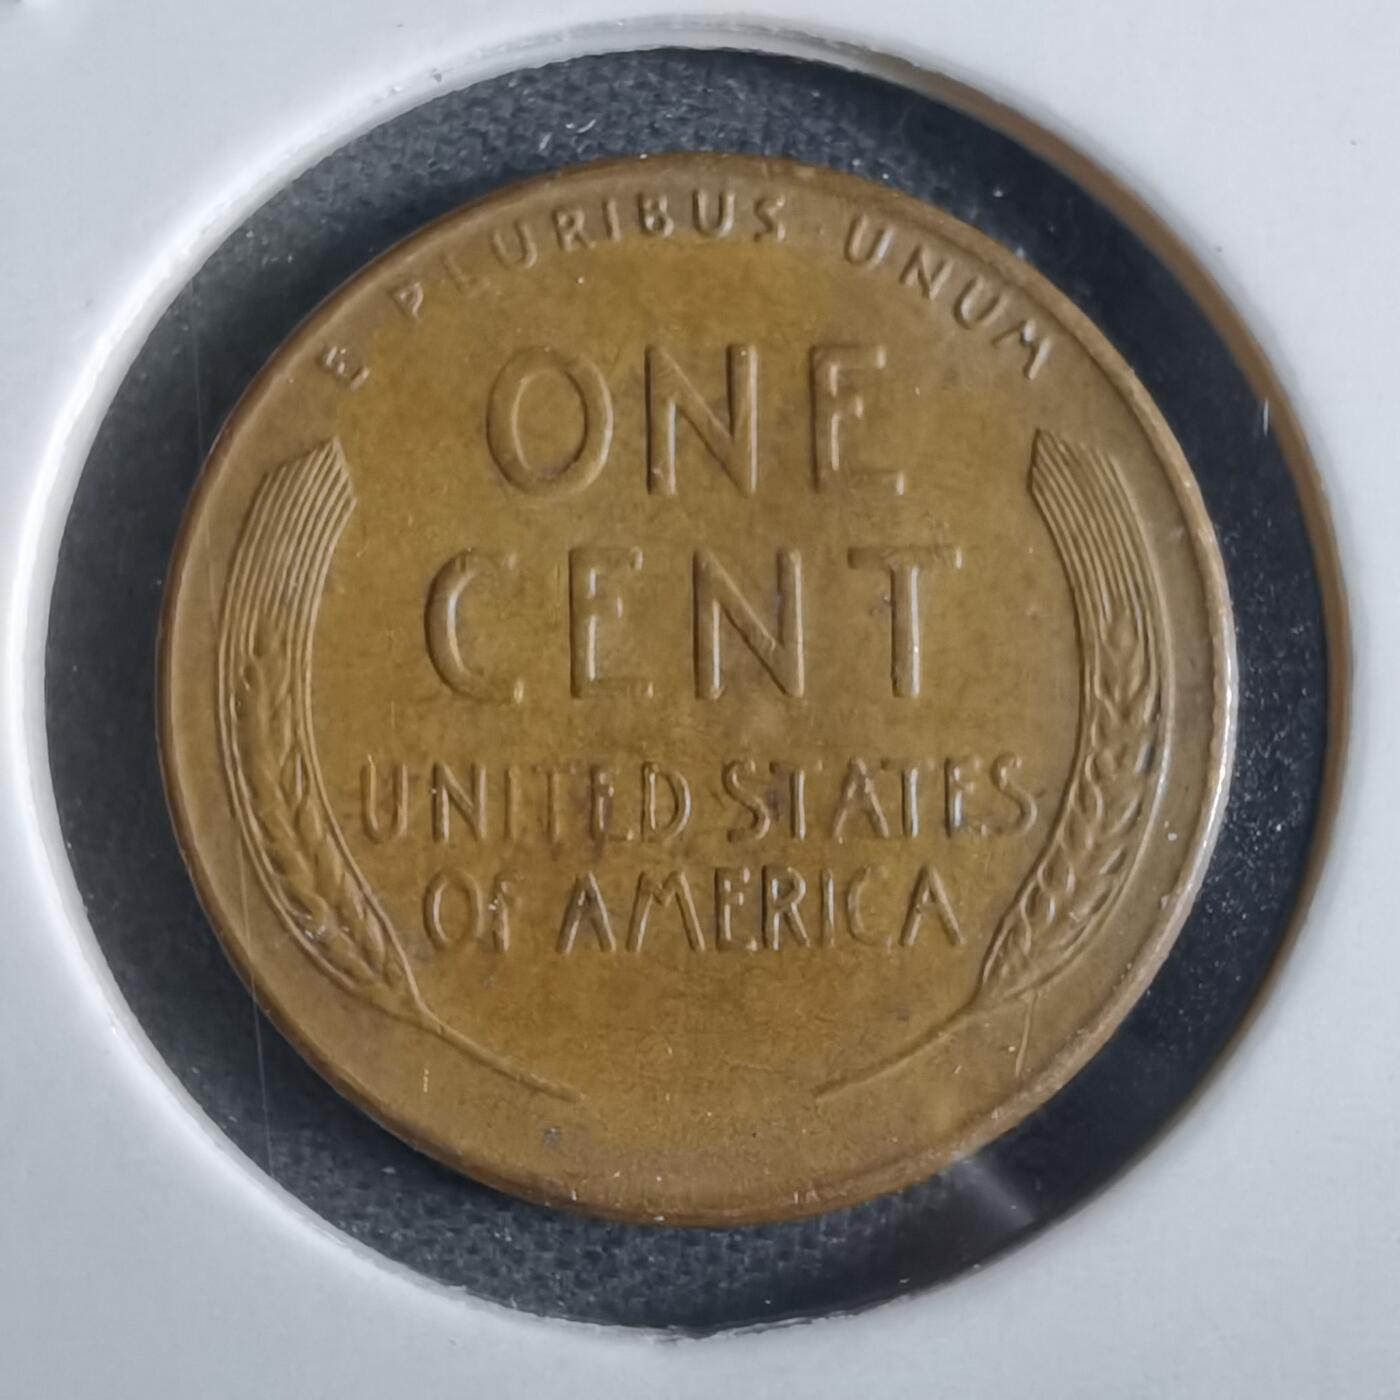 E PLURIBUS UNUM
ONE
CENT
UNITED STATES
OF AMERICA